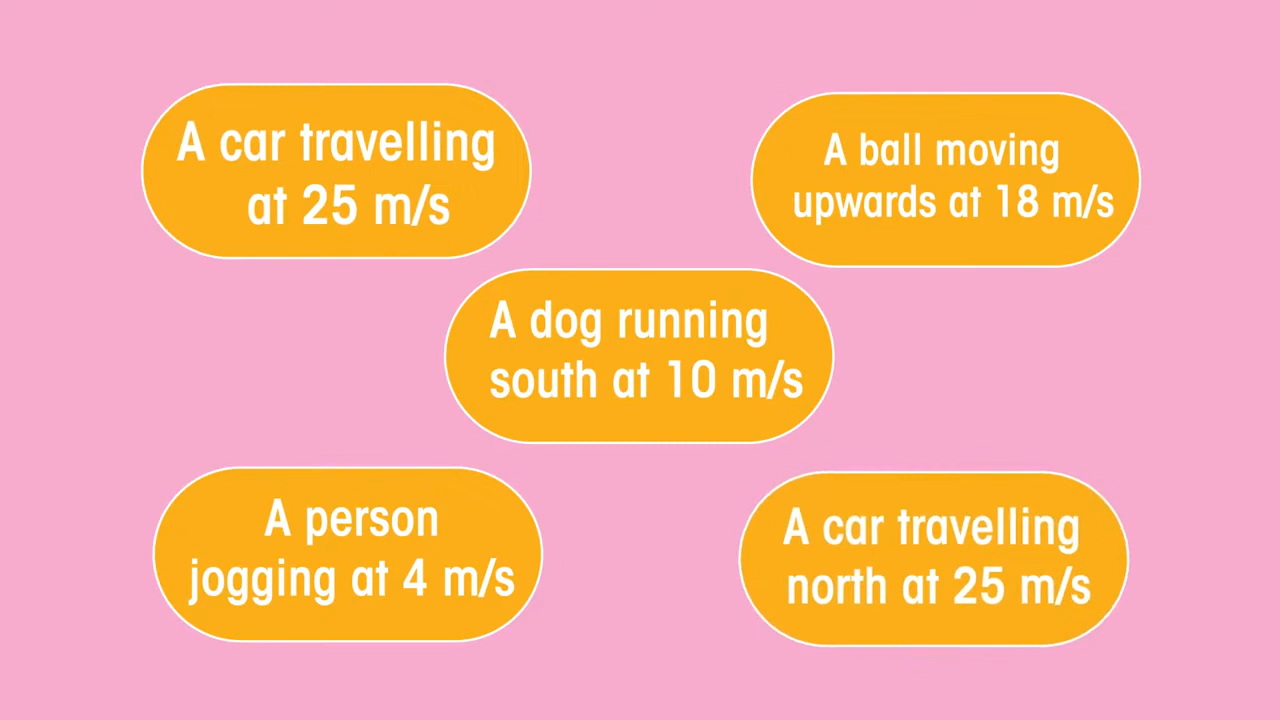 A car travelling
at 25 m/s
A ball moving
upwards at 18 m/s
A dog running
south at 10 m/s
A person
jogging at 4 m/s
A car travelling
north at 25 m/s